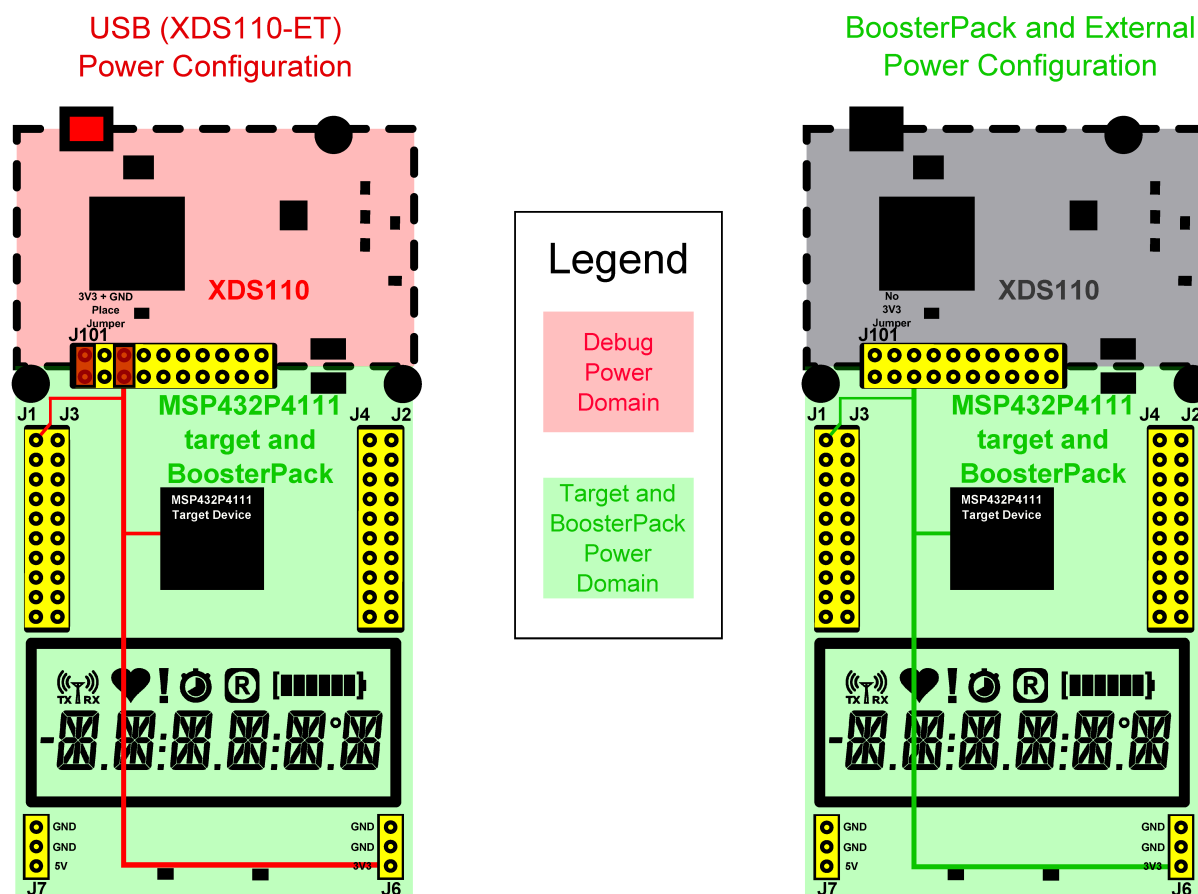 USB (XDS110-ET)
Power Configuration
3V3 + GND
Place
Jumper
XDS110
J101
J1
J3
MSP432P4111
target and
BoosterPack
J4
J2
MSP432P4111
Target Device
TX
RX
R
GND
GND
5V
J7
GND
GND
3V3
J6
Legend
Debug
Power
Domain
Target and
BoosterPack
Power
Domain
BoosterPack and External
Power Configuration
No
3V3
Jumper
XDS110
J101
J1
J3
MSP432P4111
target and
BoosterPack
J4
J2
MSP432P4111
Target Device
TX
RX
R
GND
GND
5V
J7
GND
GND
3V3
J6